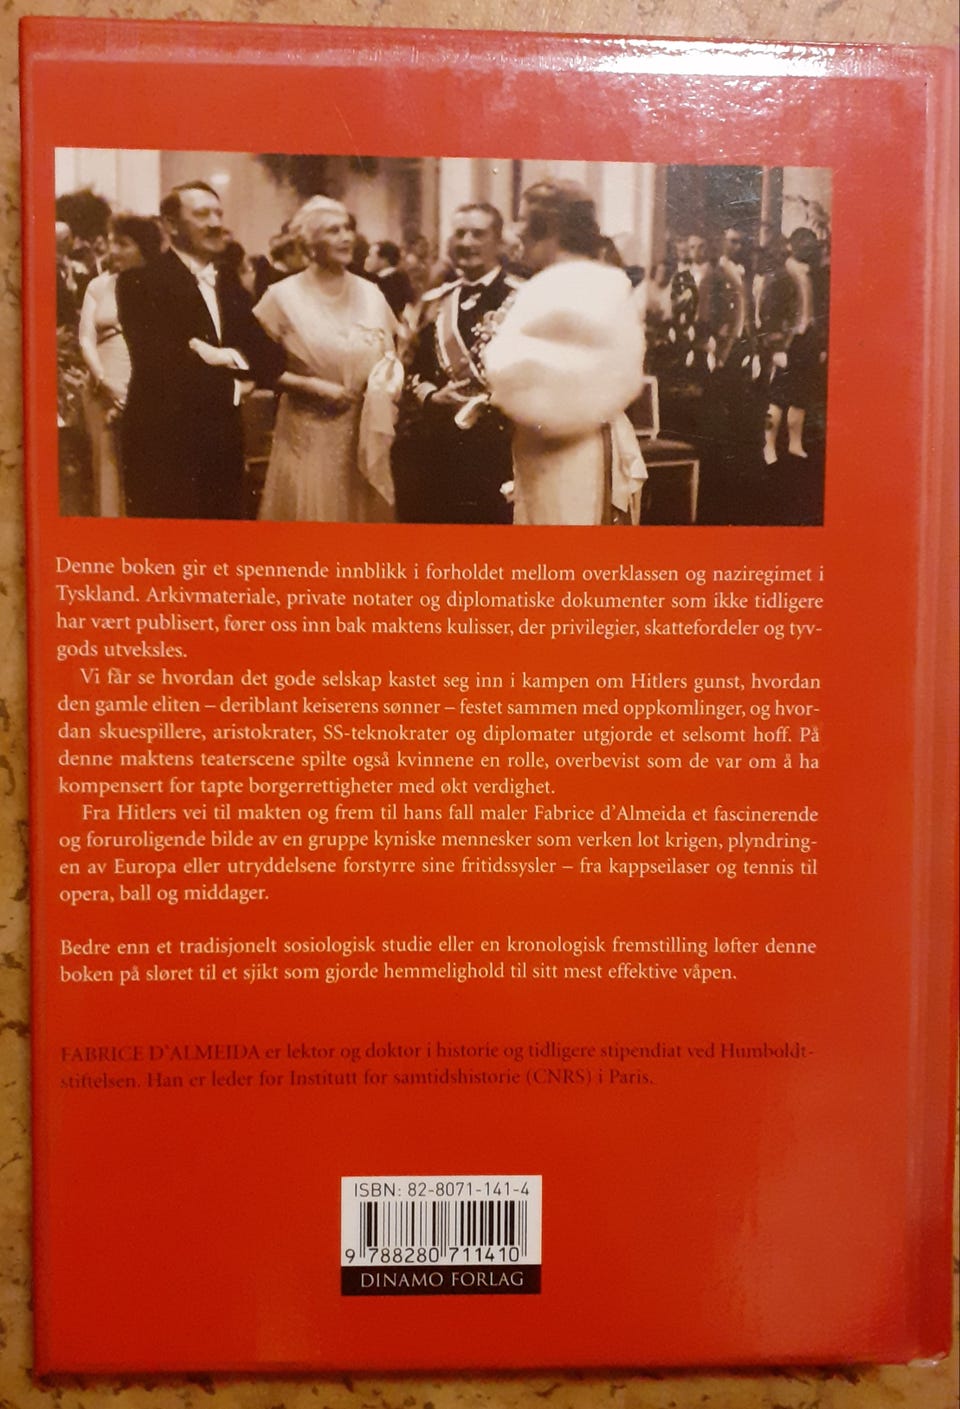 Denne boken gir et spennende innblikk i forholdet mellom overklassen og naziregimet i
Tyskland. Arkivmateriale, private notater og diplomatiske dokumenter som ikke tidligere
har vært publisert, fører oss inn bak maktens kulisser, der privilegier, skattefordeler og tyv-
gods utveksles.
Vi får se hvordan det gode selskap kastet seg inn i kampen om Hitlers gunst, hvordan
den gamle eliten – deriblant keiserens sønner – festet sammen med oppkomlinger, og hvor-
dan skuespillere, aristokrater, SS-teknokrater og diplomater utgjorde et selsomt hoff. På
denne maktens teaterscene spilte også kvinnene en rolle, overbevist som de var om å ha
kompensert for tapte borgerrettigheter med økt verdighet.
Fra Hitlers vei til makten og frem til hans fall maler Fabrice d'Almeida et fascinerende
og foruroligende bilde av en gruppe kyniske mennesker som verken lot krigen, plyndring-
en av Europa eller utryddelsene forstyrre sine fritidssysler – fra kappseilaser og tennis til
opera, ball og middager.
Bedre enn et tradisjonelt sosiologisk studie eller en kronologisk fremstilling løfter denne
boken på sløret til et sjikt som gjorde hemmelighold til sitt mest effektive våpen.
FABRICE D'ALMEIDA er lektor og doktor i historie og tidligere stipendiat ved Humboldt-
stiftelsen. Han er leder for Institutt for samtidshistorie (CNRS) i Paris.
ISBN: 82-8071-141-4
9 788280 711410
DINAMO FORLAG